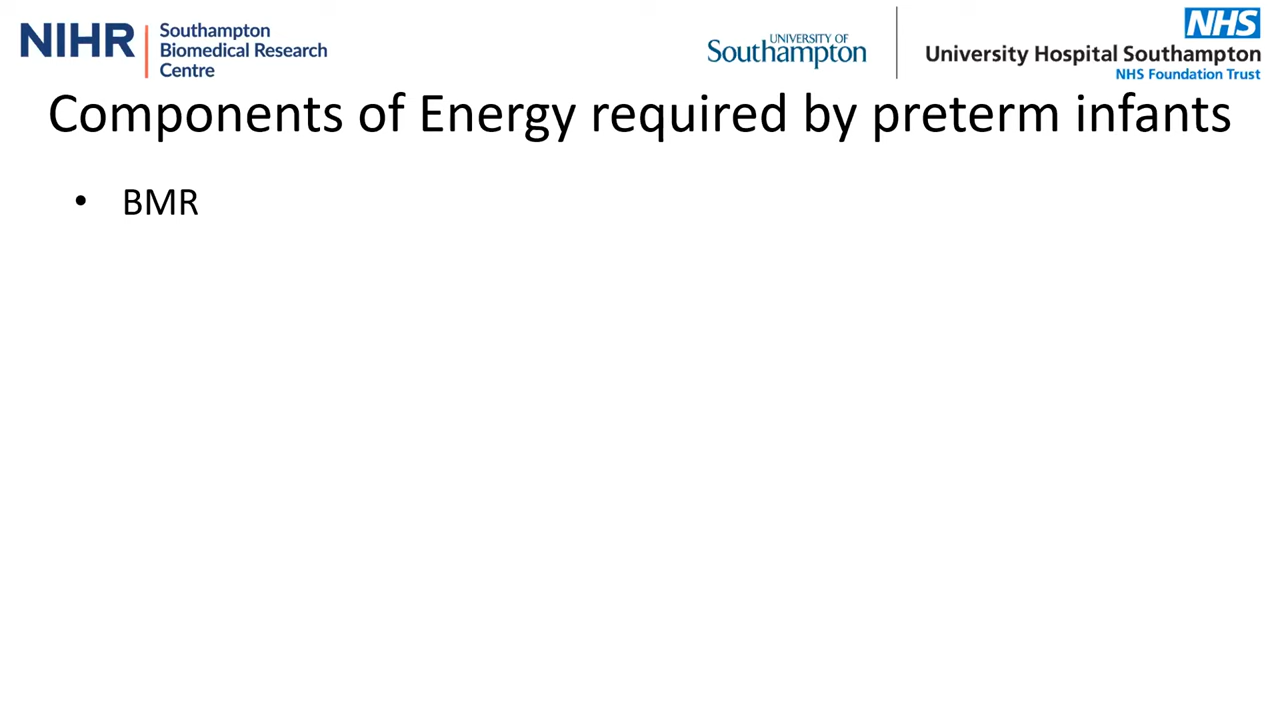 NIHR
Southampton
Biomedical Research
Centre
UNIVERSITY OF
Southampton
NHS
University Hospital Southampton
NHS Foundation Trust
Components of Energy required by preterm infants
• BMR